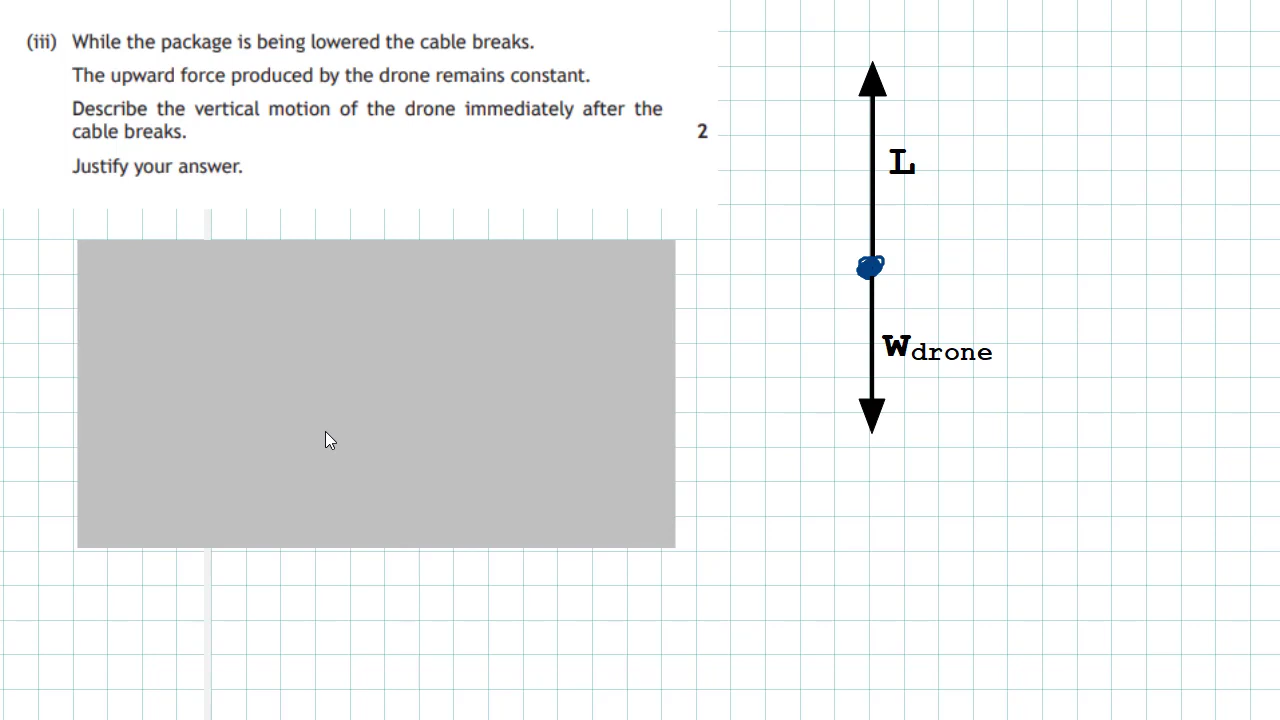 (iii) While the package is being lowered the cable breaks.
The upward force produced by the drone remains constant.
Describe the vertical motion of the drone immediately after the
cable breaks.
2
Justify your answer.
L
Wdrone